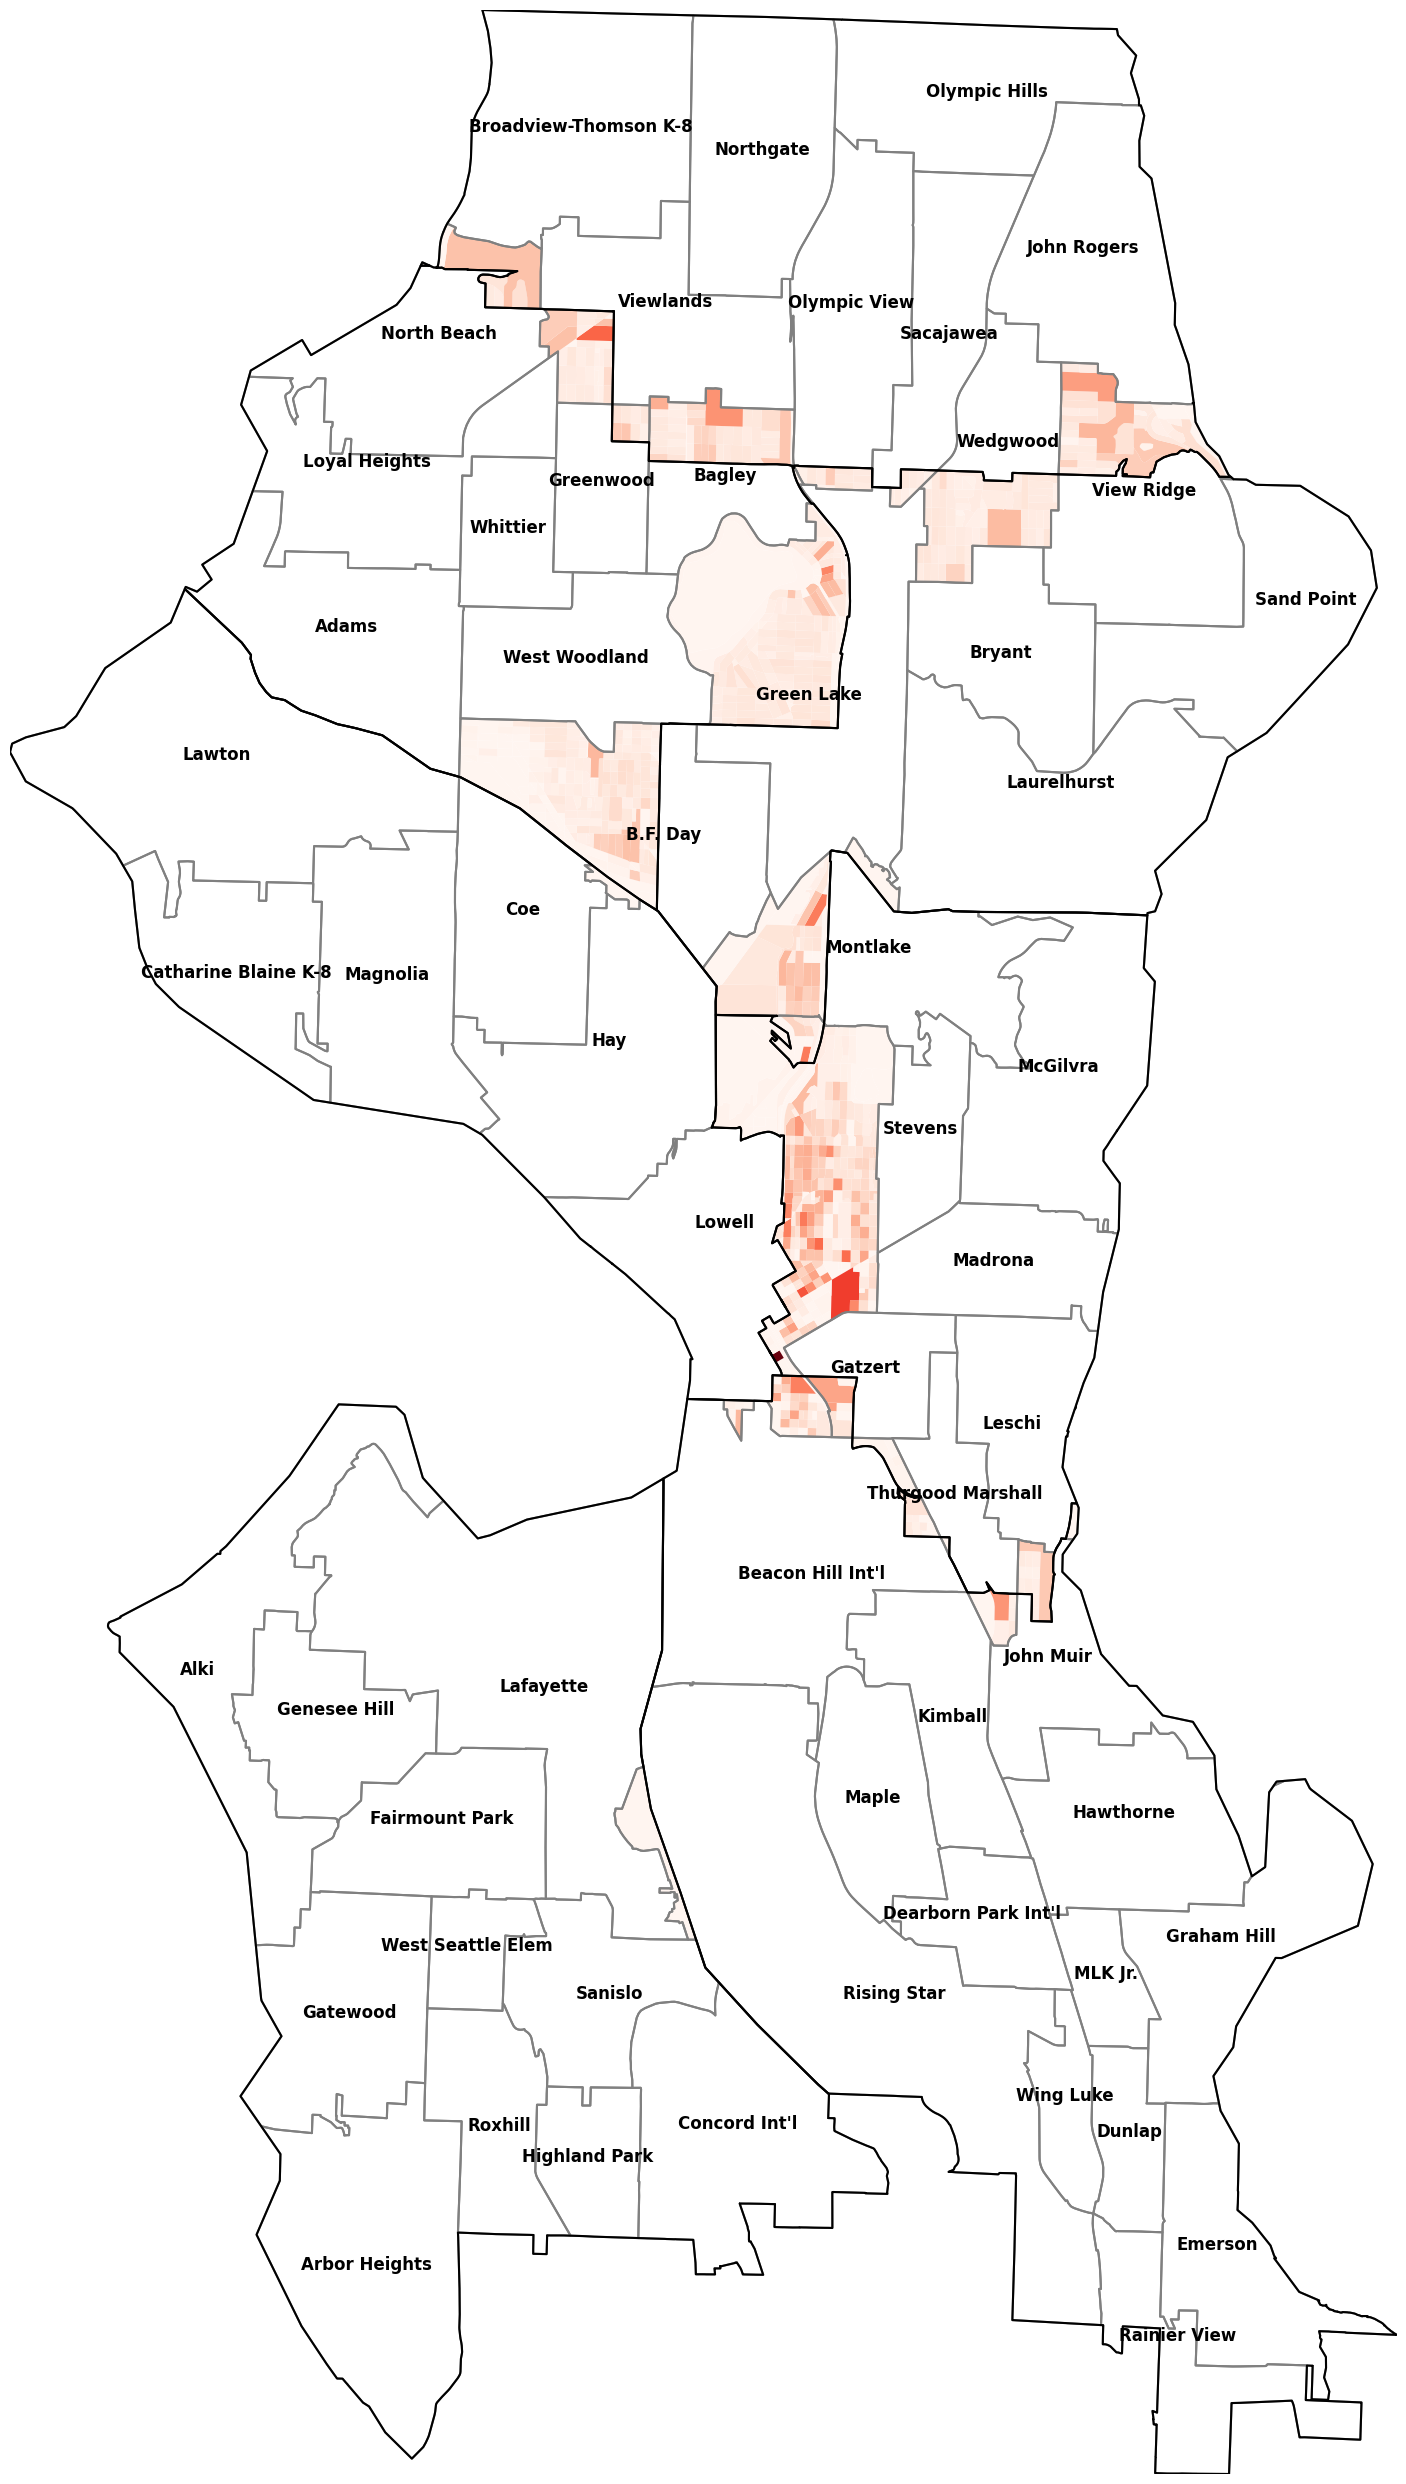 Olympic Hills
Broadview-Thomson K-8
Northgate
John Rogers
Viewlands
Olympic View
North Beach
Sacajawea
Wedgwood
Loyal Heights
Greenwood
Bagley
View Ridge
Whittier
Sand Point
Adams
Bryant
West Woodland
Green Lake
Lawton
Laurelhurst
B.F. Day
Coe
Montlake
Catharine Blaine K-8
Magnolia
Hay
McGilvra
Stevens
Lowell
Madrona
Gatzert
Leschi
Thurgood Marshall
Beacon Hill Int'l
John Muir
Alki
Lafayette
Genesee Hill
Kimball
Maple
Hawthorne
Fairmount Park
Dearborn Park Int'l
Graham Hill
West Seattle Elem
MLK Jr.
Sanislo
Rising Star
Gatewood
Wing Luke
Concord Int'l
Roxhill
Dunlap
Highland Park
Emerson
Arbor Heights
Rainier View